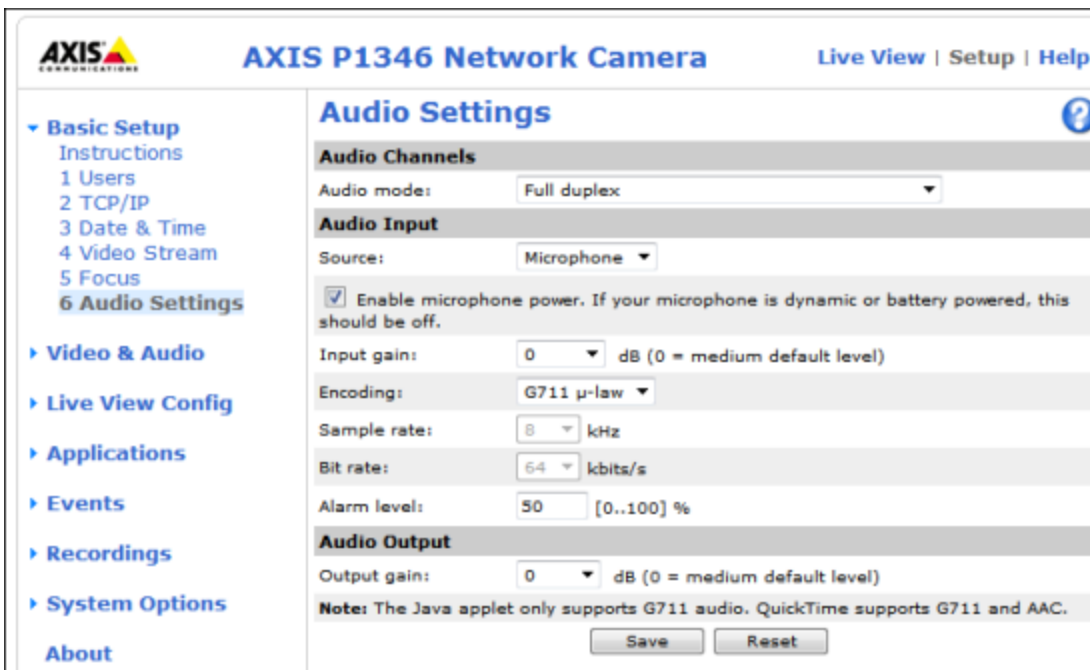 AXIS
COMMUNICATIONS
AXIS P1346 Network Camera
Live View | Setup | Help
Basic Setup
Instructions
1 Users
2 TCP/IP
3 Date & Time
4 Video Stream
5 Focus
6 Audio Settings
Video & Audio
Live View Config
Applications
Events
Recordings
System Options
About
Audio Settings
?
Audio Channels
Audio mode: Full duplex
Audio Input
Source: Microphone
Enable microphone power. If your microphone is dynamic or battery powered, this
should be off.
Input gain: 0 dB (0 = medium default level)
Encoding: G711 µ-law
Sample rate: 8 kHz
Bit rate: 64 kbits/s
Alarm level: 50 [0..100] %
Audio Output
Output gain: 0 dB (0 = medium default level)
Note: The Java applet only supports G711 audio. QuickTime supports G711 and AAC.
Save Reset